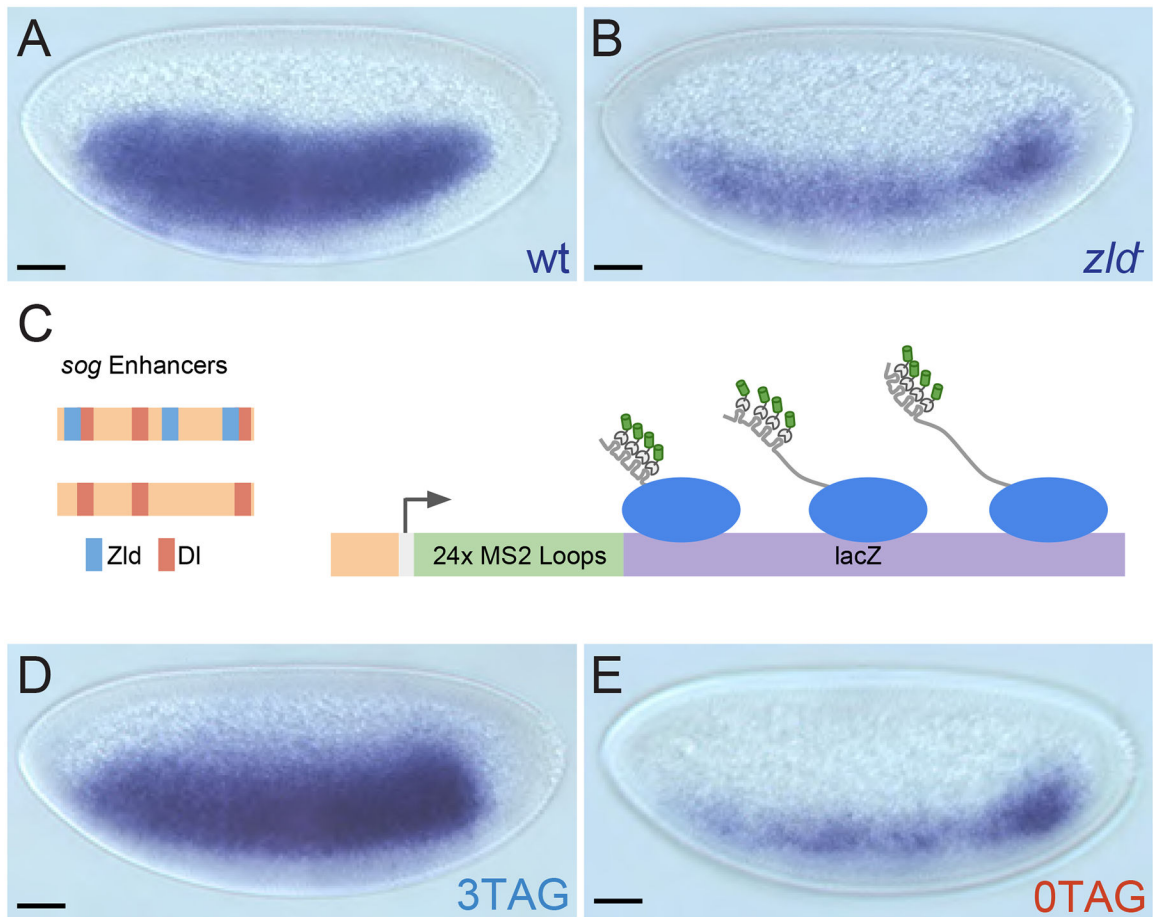 A
wt
B
zld-
C
sog Enhancers
Zld
Dl
24x MS2 Loops
lacZ
D
3TAG
E
0TAG